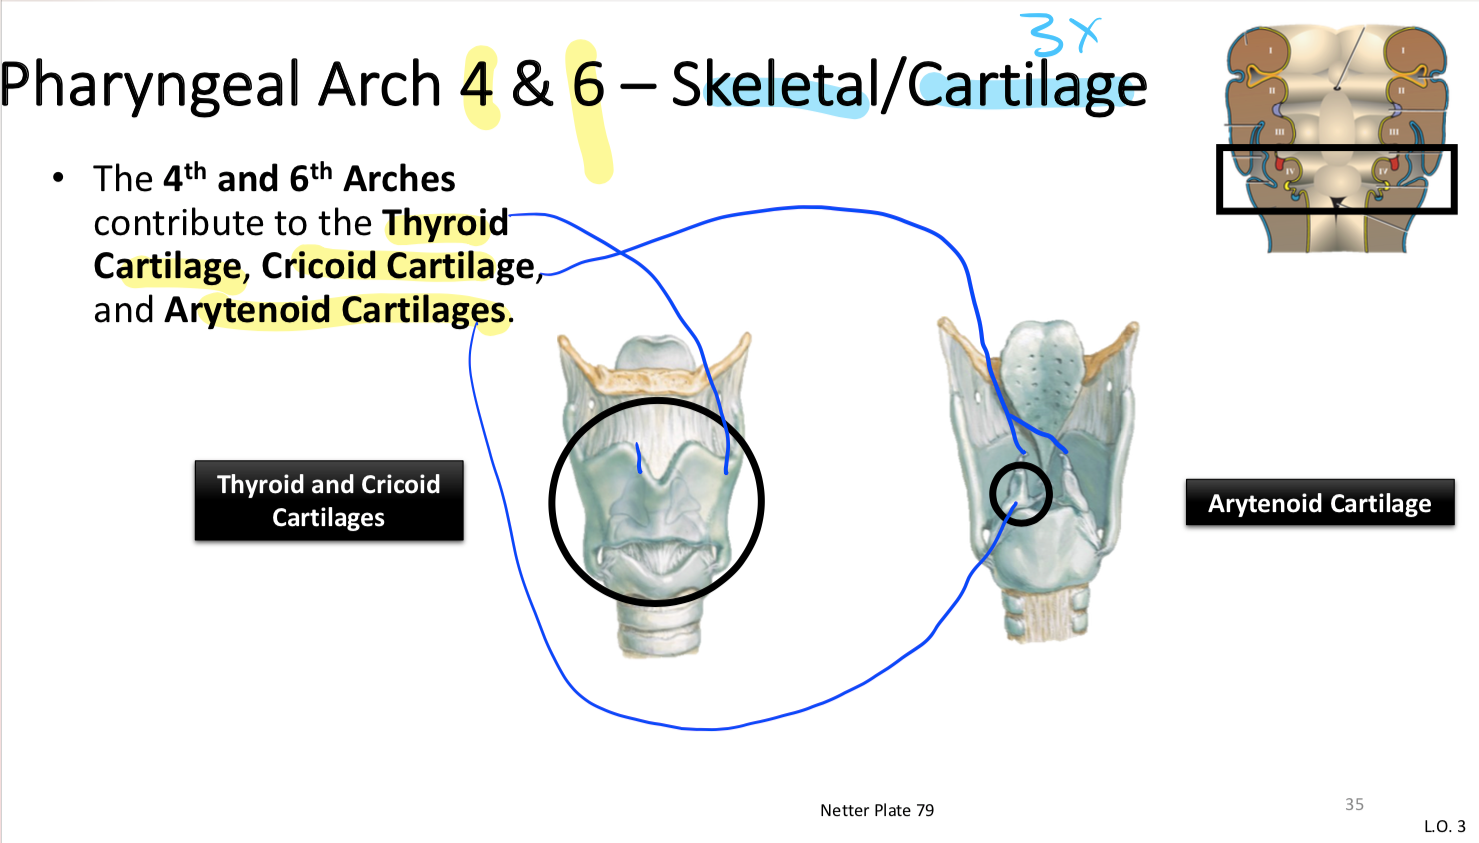 3x
Pharyngeal Arch 4 & 6 – Skeletal/Cartilage
• The 4th and 6th Arches
contribute to the Thyroid
Cartilage, Cricoid Cartilage,
and Arytenoid Cartilages.
I I
II II
III III
IV IV
Thyroid and Cricoid
Cartilages
Arytenoid Cartilage
Netter Plate 79
35
L.O. 3